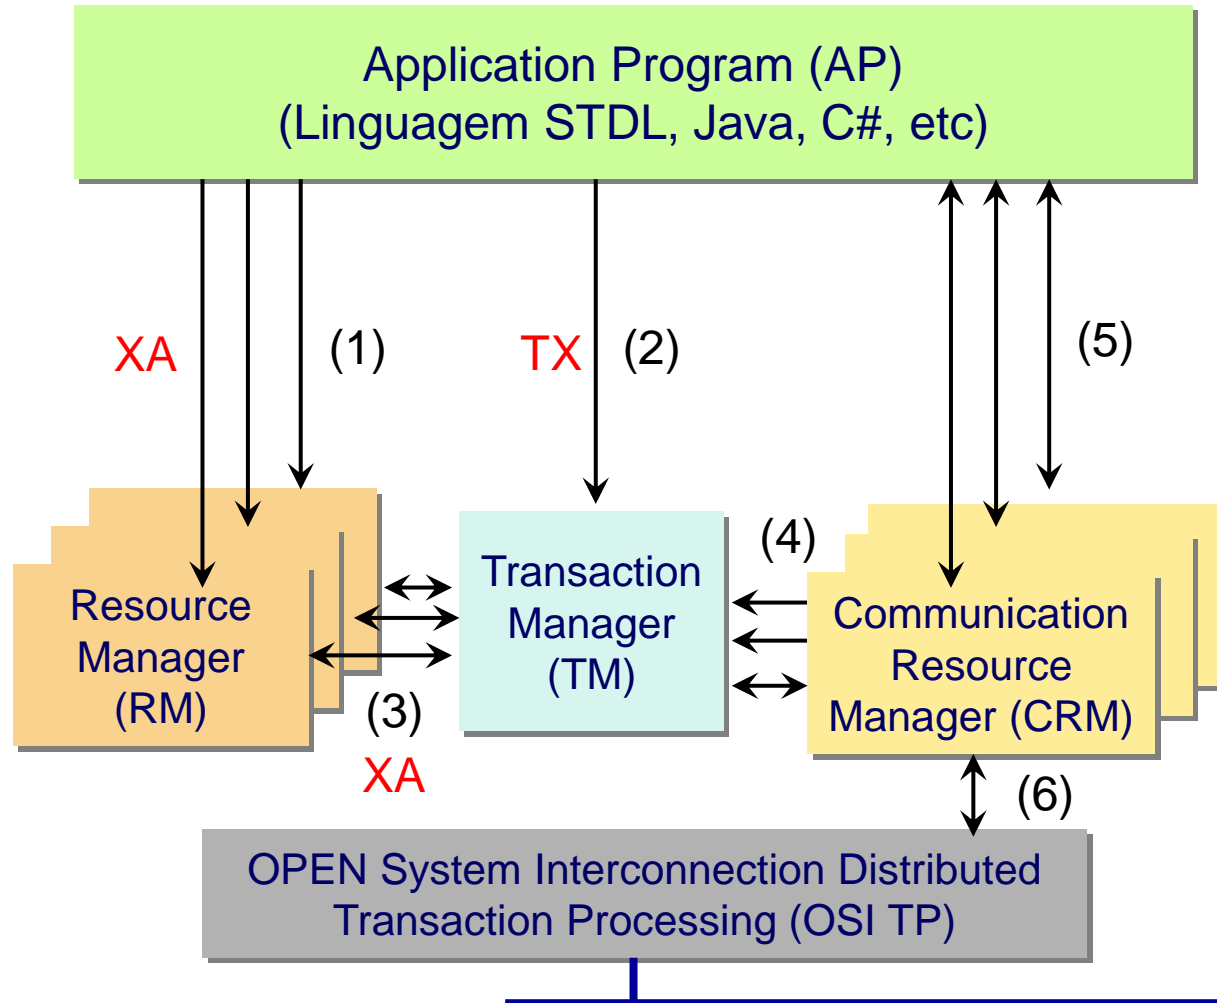 Application Program (AP)
(Linguagem STDL, Java, C#, etc)
XA
(1)
TX
(2)
(5)
(4)
Resource
Manager
(RM)
Transaction
Manager
(TM)
Communication
Resource
Manager (CRM)
(3)
XA
(6)
OPEN System Interconnection Distributed
Transaction Processing (OSI TP)